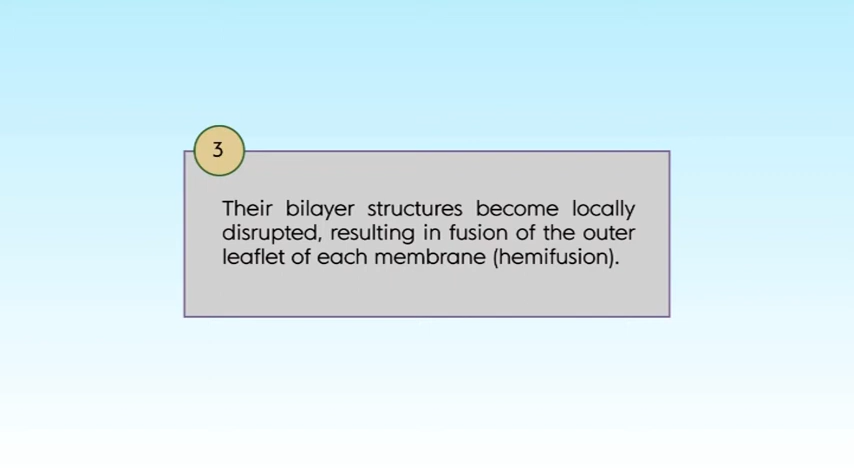 3
Their bilayer structures become locally
disrupted, resulting in fusion of the outer
leaflet of each membrane (hemifusion).